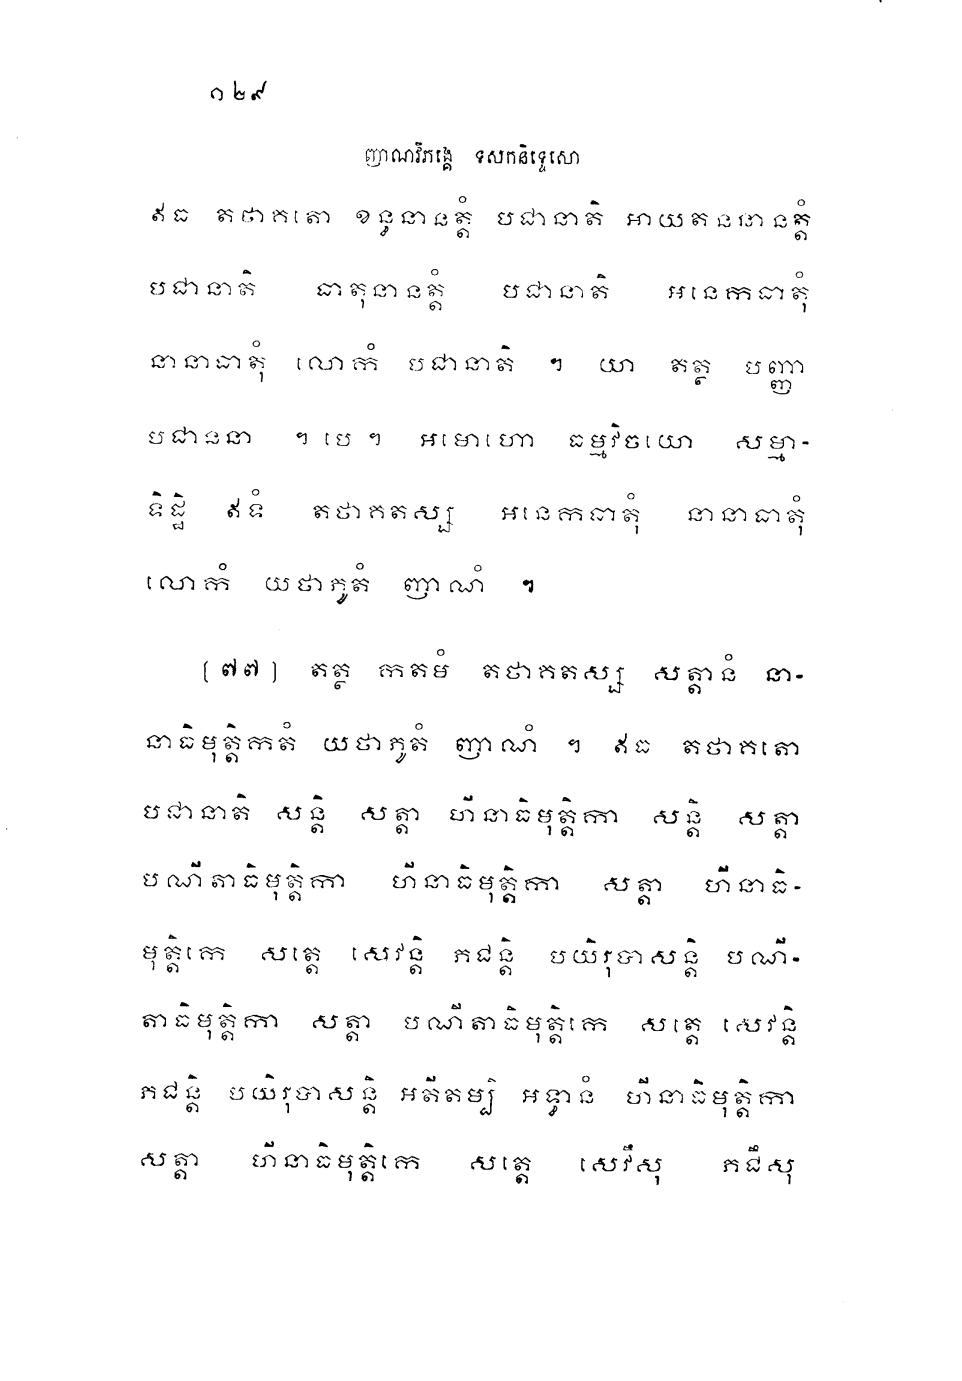 ១២៩
ញាណវិភង្គេ ទសកនិទ្ទេសោ
ឥធ តថាគតោ ខន្ធនានត្តំ បជានាតិ អាយតននានត្តំ
បជានាតិ ធាតុនានត្តំ បជានាតិ អនេកធាតុំ
នានាធាតុំ លោកំ បជានាតិ ។ យា តត្ថ បញ្ញា
បជាននា ។ បេ ។ អមោហោ ធម្មវិចយោ សម្មា-
ទិដ្ឋិ ឥទំ តថាគតស្ស អនេកធាតុំ នានាធាតុំ
លោកំ យថាភូតំ ញាណំ ។
(៧៧) តត្ថ កតមំ តថាគតស្ស សត្តានំ នា-
នាធិមុត្តិកតំ យថាភូតំ ញាណំ ។ ឥធ តថាគតោ
បជានាតិ សន្តិ សត្តា ហីនាធិមុត្តិកា សន្តិ សត្តា
បណីតាធិមុត្តិកា ហីនាធិមុត្តិកា សត្តា ហីនាធិ-
មុត្តិកេ សត្តេ សេវន្តិ ភជន្តិ បយិរុបាសន្តិ បណី-
តាធិមុត្តិកា សត្តា បណីតាធិមុត្តិកេ សត្តេ សេវន្តិ
ភជន្តិ បយិរុបាសន្តិ អតីតម្បិ អទ្ធានំ ហីនាធិមុត្តិកា
សត្តា ហីនាធិមុត្តិកេ សត្តេ សេវឹសុ ភជឹសុ